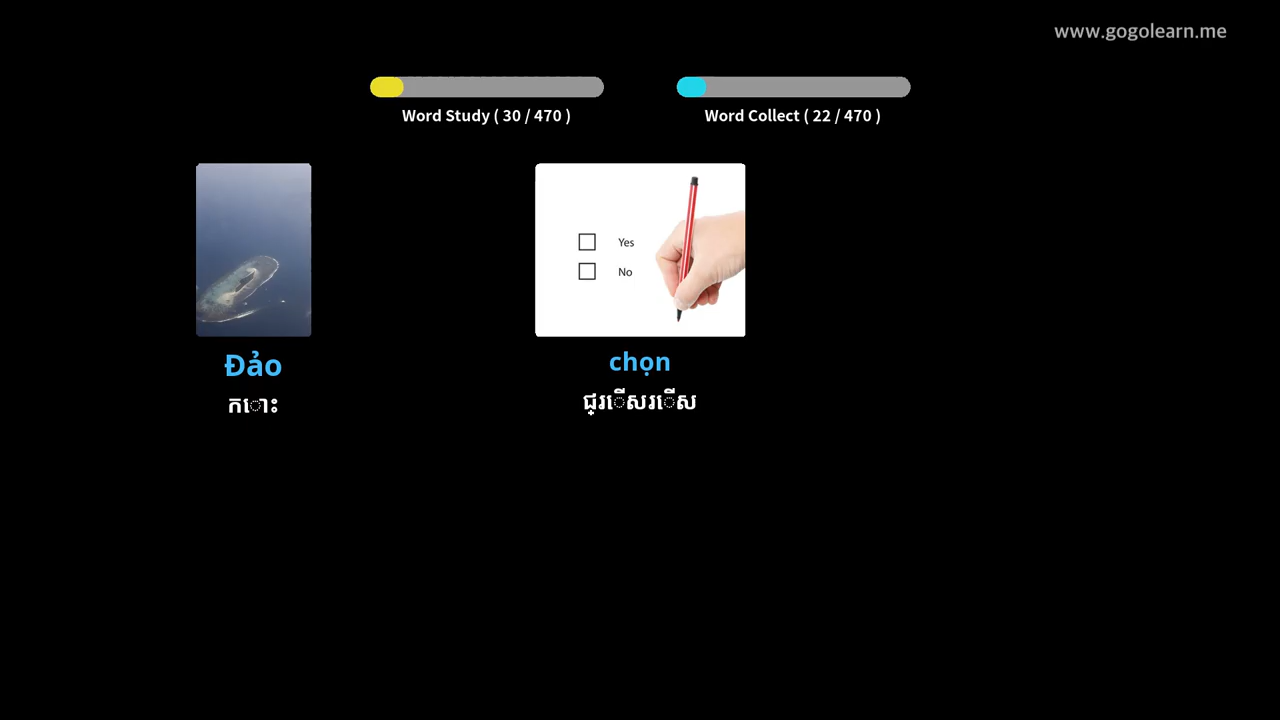 www.gogolearn.me
Word Study ( 30 / 470 )
Word Collect ( 22 / 470 )
Yes
No
Đảo
កោះ
chọn
ជ្រើសរើស